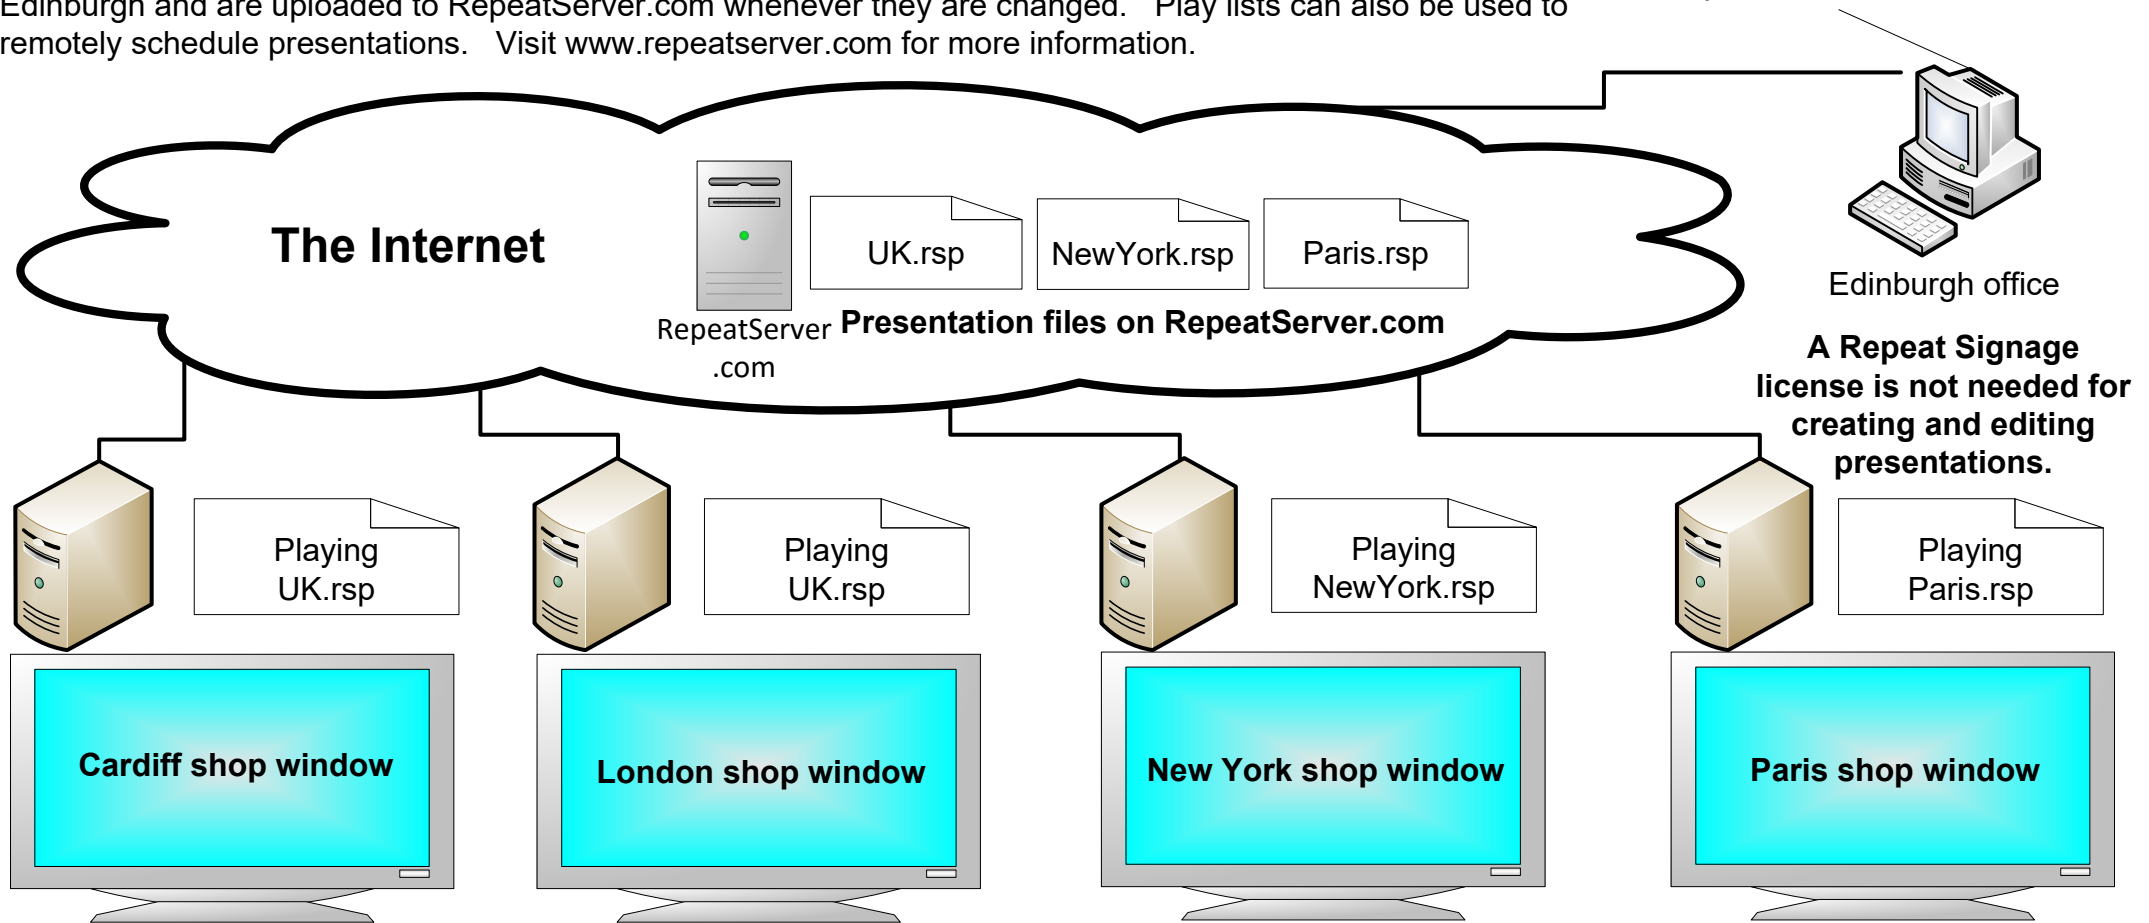 Edinburgh and are uploaded to RepeatServer.com whenever they are changed. Play lists can also be used to
remotely schedule presentations. Visit www.repeatserver.com for more information.
The Internet
UK.rsp
NewYork.rsp
Paris.rsp
RepeatServer
.com
Presentation files on RepeatServer.com
Edinburgh office
A Repeat Signage
license is not needed for
creating and editing
presentations.
Playing
UK.rsp
Playing
UK.rsp
Playing
NewYork.rsp
Playing
Paris.rsp
Cardiff shop window
London shop window
New York shop window
Paris shop window